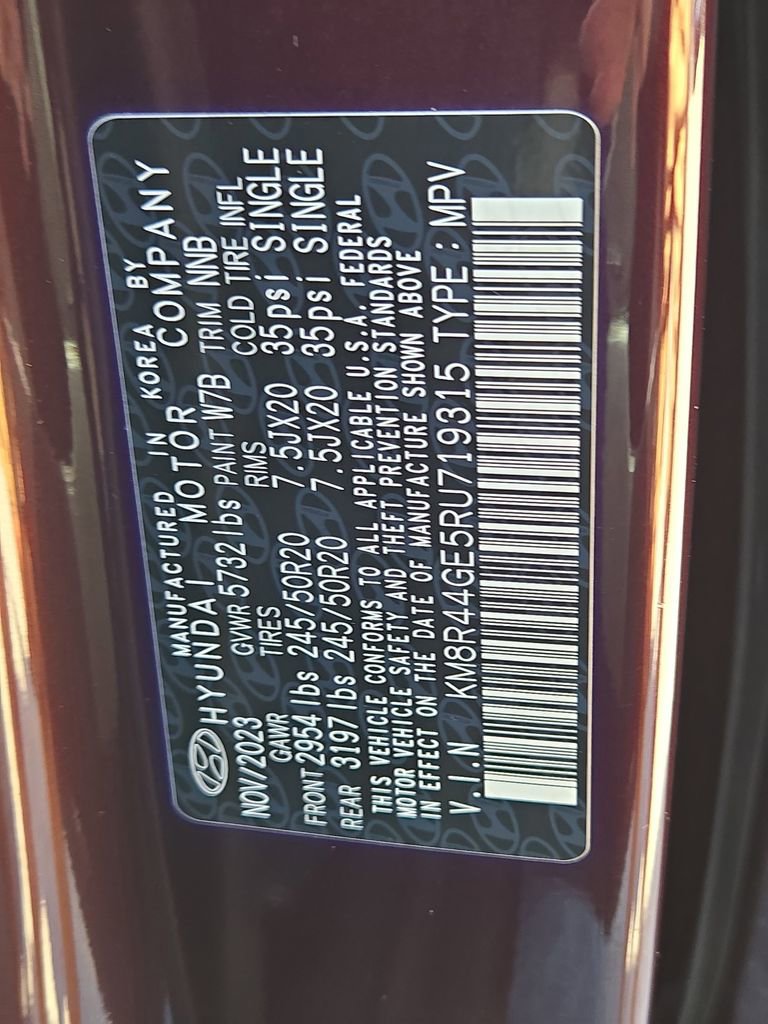 MANUFACTURED IN KOREA BY
HYUNDAI MOTOR COMPANY
NOV/2023 GVWR 5732 lbs PAINT W7B TRIM NNB
GAWR TIRES RIMS COLD TIRE INFL
FRONT 2954 lbs 245/50R20 7.5JX20 35psi SINGLE
REAR 3197 lbs 245/50R20 7.5JX20 35psi SINGLE
THIS VEHICLE CONFORMS TO ALL APPLICABLE U.S.A. FEDERAL
MOTOR VEHICLE SAFETY AND THEFT PREVENTION STANDARDS
IN EFFECT ON THE DATE OF MANUFACTURE SHOWN ABOVE
V.I.N KM8R44GE5RU719315 TYPE : MPV